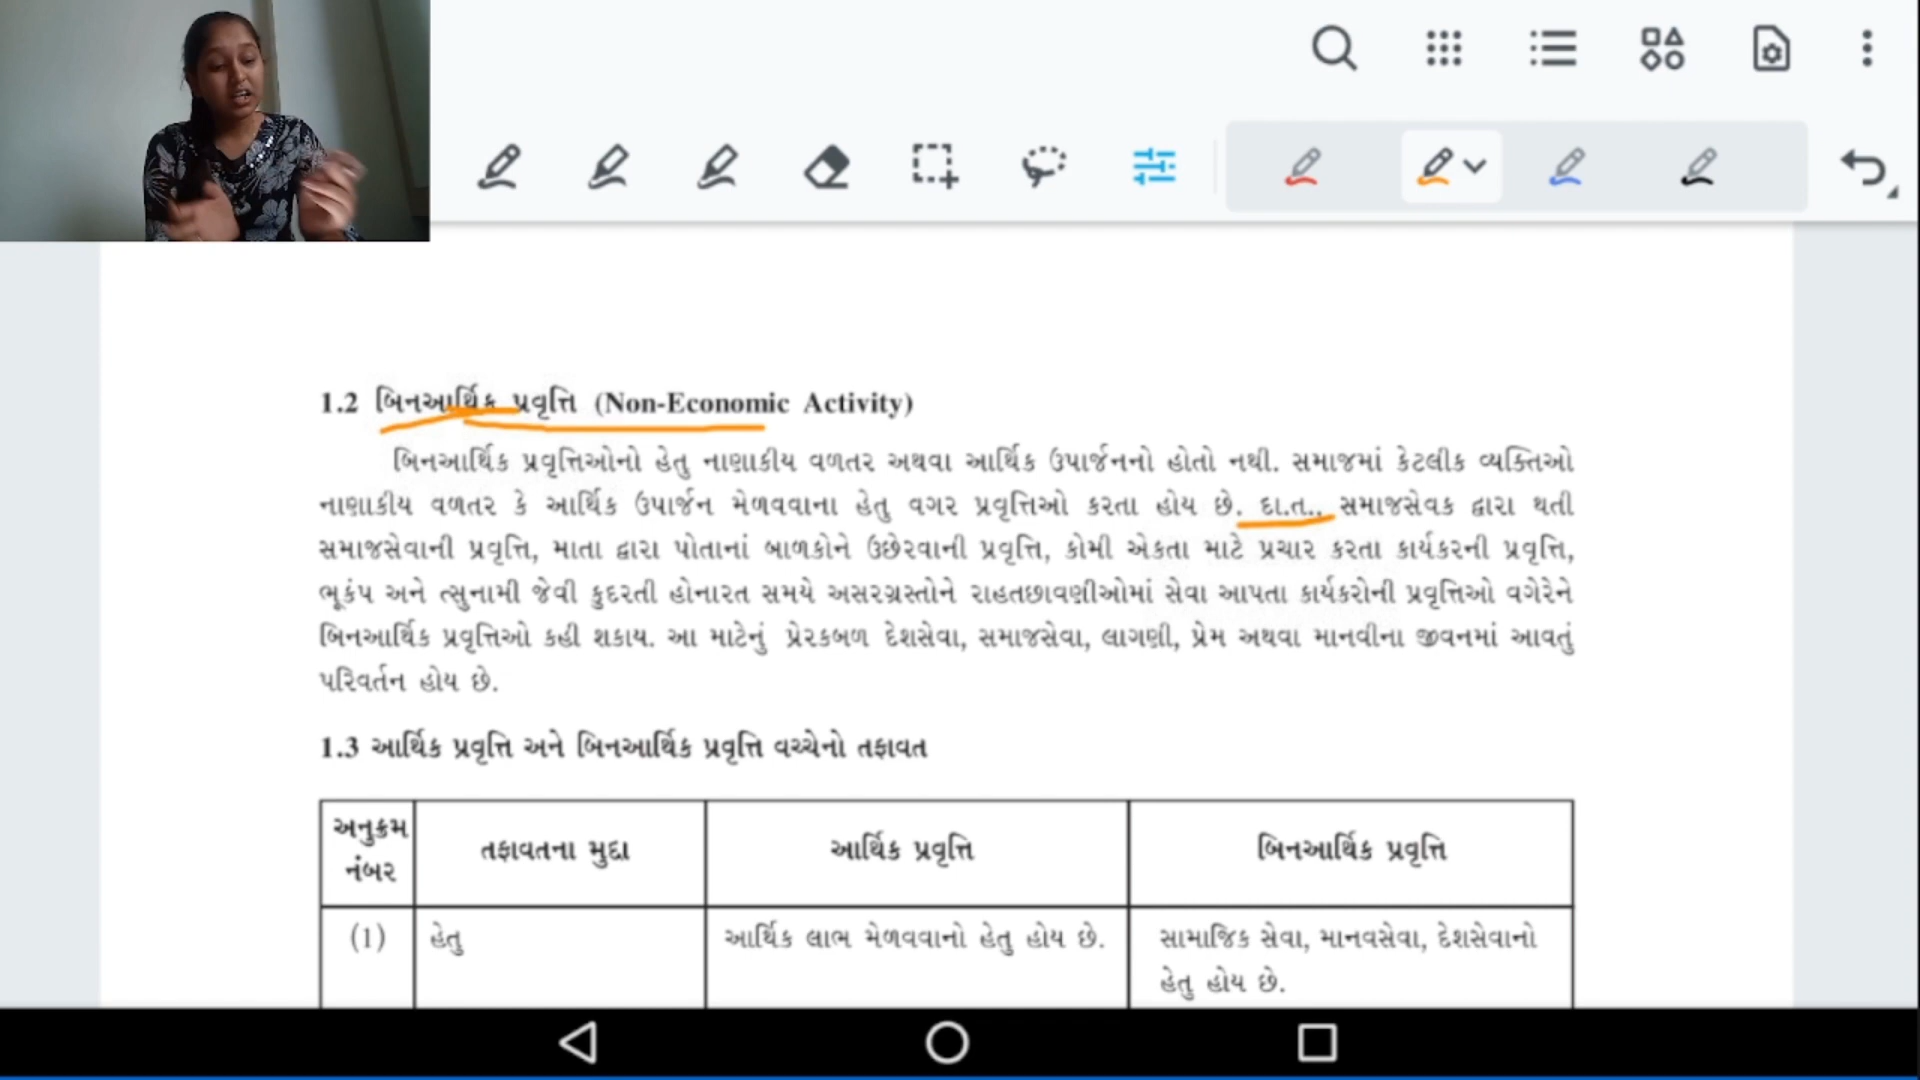 1.2 બિનઆર્થિક પ્રવૃત્તિ (Non-Economic Activity)
બિનઆર્થિક પ્રવૃત્તિઓનો હેતુ નાણાકીય વળતર અથવા આર્થિક ઉપાર્જનનો હોતો નથી. સમાજમાં કેટલીક વ્યક્તિઓ
નાણાકીય વળતર કે આર્થિક ઉપાર્જન મેળવવાના હેતુ વગર પ્રવૃત્તિઓ કરતા હોય છે. દા.ત.. સમાજસેવક દ્વારા થતી
સમાજસેવાની પ્રવૃત્તિ, માતા દ્વારા પોતાનાં બાળકોને ઉછેરવાની પ્રવૃત્તિ, કોમી એકતા માટે પ્રચાર કરતા કાર્યકરની પ્રવૃત્તિ,
ભૂકંપ અને ત્સુનામી જેવી કુદરતી હોનારત સમયે અસરગ્રસ્તોને રાહતછાવણીઓમાં સેવા આપતા કાર્યકરોની પ્રવૃત્તિઓ વગેરેને
બિનઆર્થિક પ્રવૃત્તિઓ કહી શકાય. આ માટેનું પ્રેરકબળ દેશસેવા, સમાજસેવા, લાગણી, પ્રેમ અથવા માનવીના જીવનમાં આવતું
પરિવર્તન હોય છે.
1.3 આર્થિક પ્રવૃત્તિ અને બિનઆર્થિક પ્રવૃત્તિ વચ્ચેનો તફાવત
અનુક્રમ
નંબર
તફાવતના મુદ્દા
આર્થિક પ્રવૃત્તિ
બિનઆર્થિક પ્રવૃત્તિ
(1)
હેતુ
આર્થિક લાભ મેળવવાનો હેતુ હોય છે.
સામાજિક સેવા, માનવસેવા, દેશસેવાનો
હેતુ હોય છે.